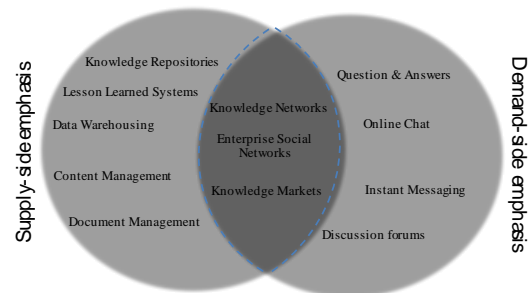 Supply-side emphasis
Knowledge Repositories
Lesson Learned Systems
Data Warehousing
Content Management
Document Management
Knowledge Networks
Enterprise Social
Networks
Knowledge Markets
Question & Answers
Online Chat
Instant Messaging
Discussion forums
Demand-side emphasis